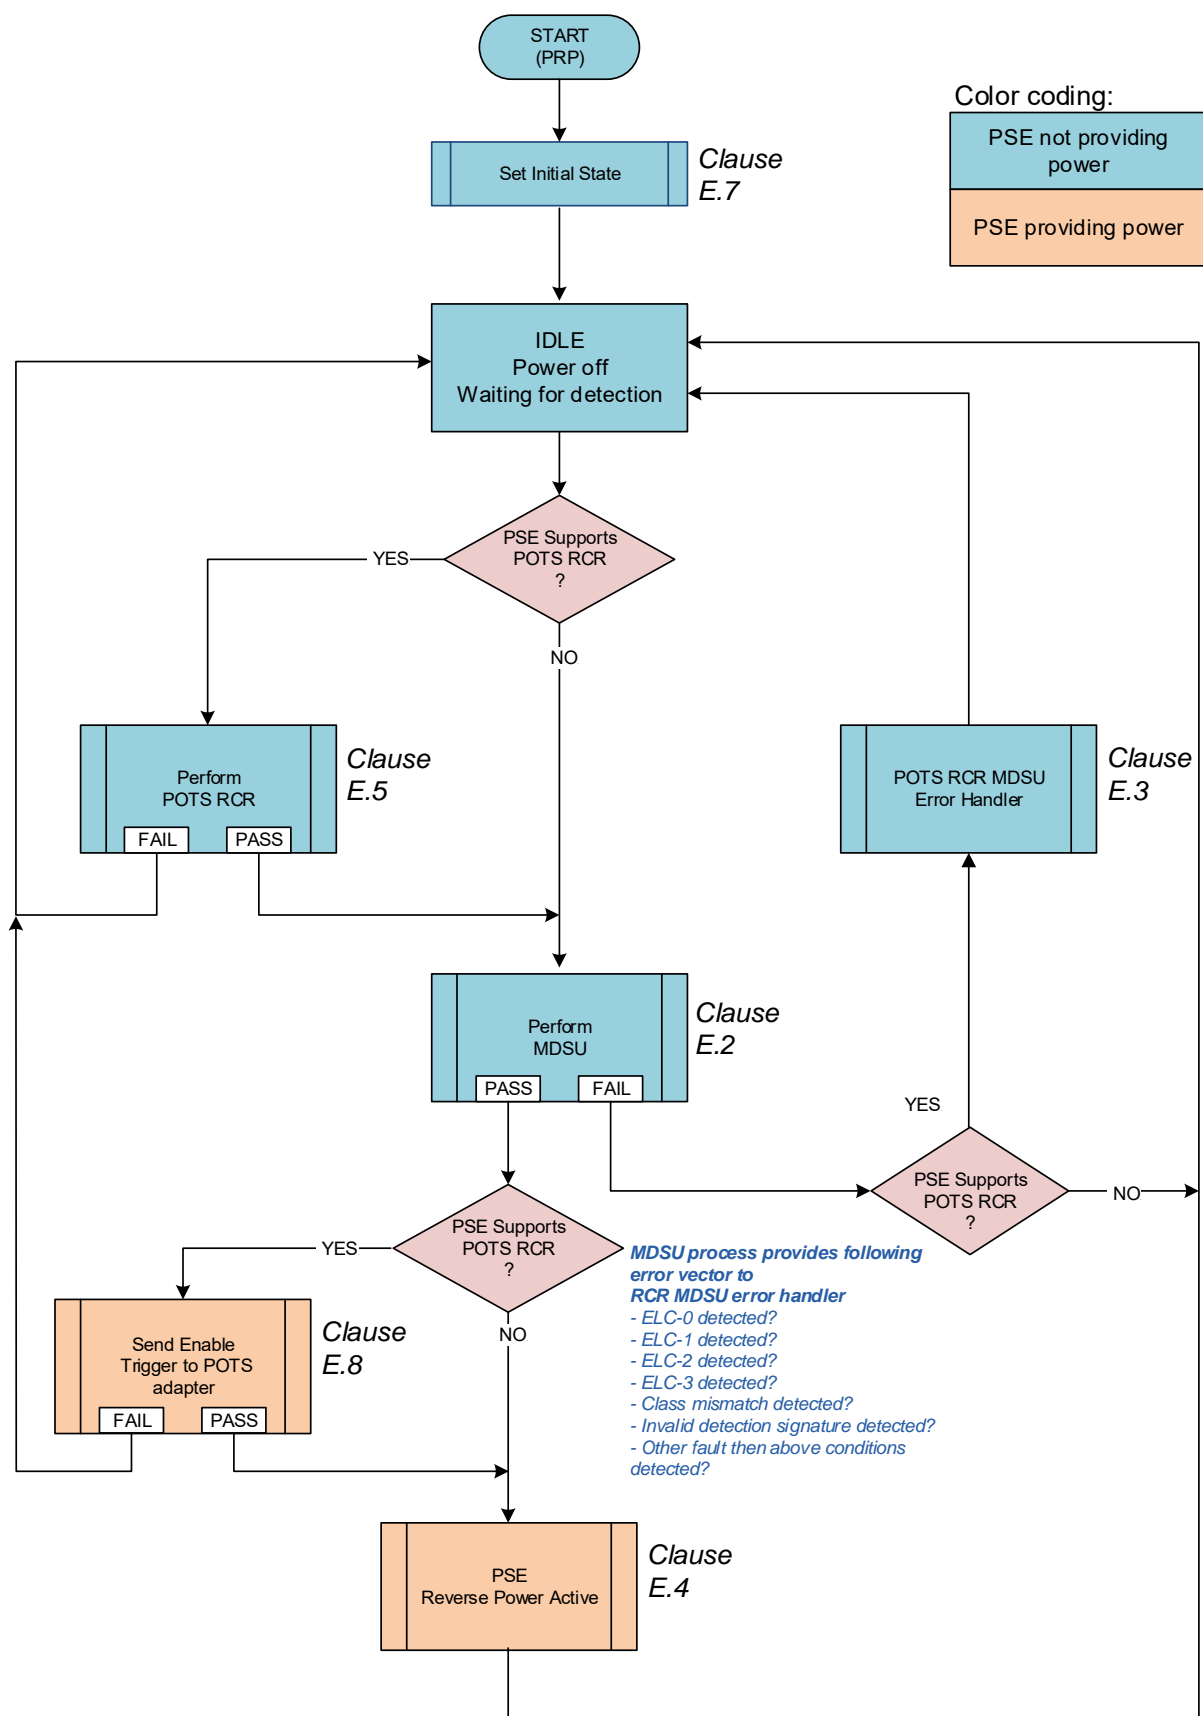 START
(PRP)
Color coding:
PSE not providing
power
PSE providing power
Set Initial State
Clause
E.7
IDLE
Power off
Waiting for detection
PSE Supports
POTS RCR
?
YES
NO
Perform
POTS RCR
FAIL
PASS
Clause
E.5
POTS RCR MDSU
Error Handler
Clause
E.3
Perform
MDSU
PASS
FAIL
Clause
E.2
YES
PSE Supports
POTS RCR
?
NO
PSE Supports
POTS RCR
?
YES
NO
MDSU process provides following
error vector to
RCR MDSU error handler
- ELC-0 detected?
- ELC-1 detected?
- ELC-2 detected?
- ELC-3 detected?
- Class mismatch detected?
- Invalid detection signature detected?
- Other fault then above conditions
detected?
Send Enable
Trigger to POTS
adapter
FAIL
PASS
Clause
E.8
PSE
Reverse Power Active
Clause
E.4